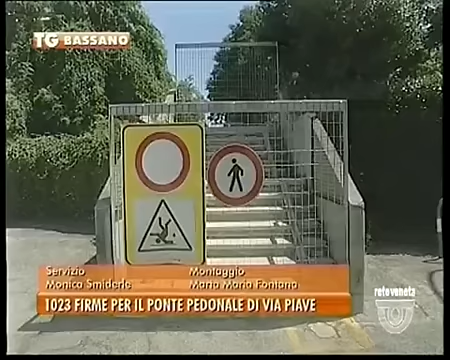 TG BASSANO
Servizio
Monica Smiderle
Montaggio
Maria Maria Fontana
1023 FIRME PER IL PONTE PEDONALE DI VIA PIAVE
reteveneta